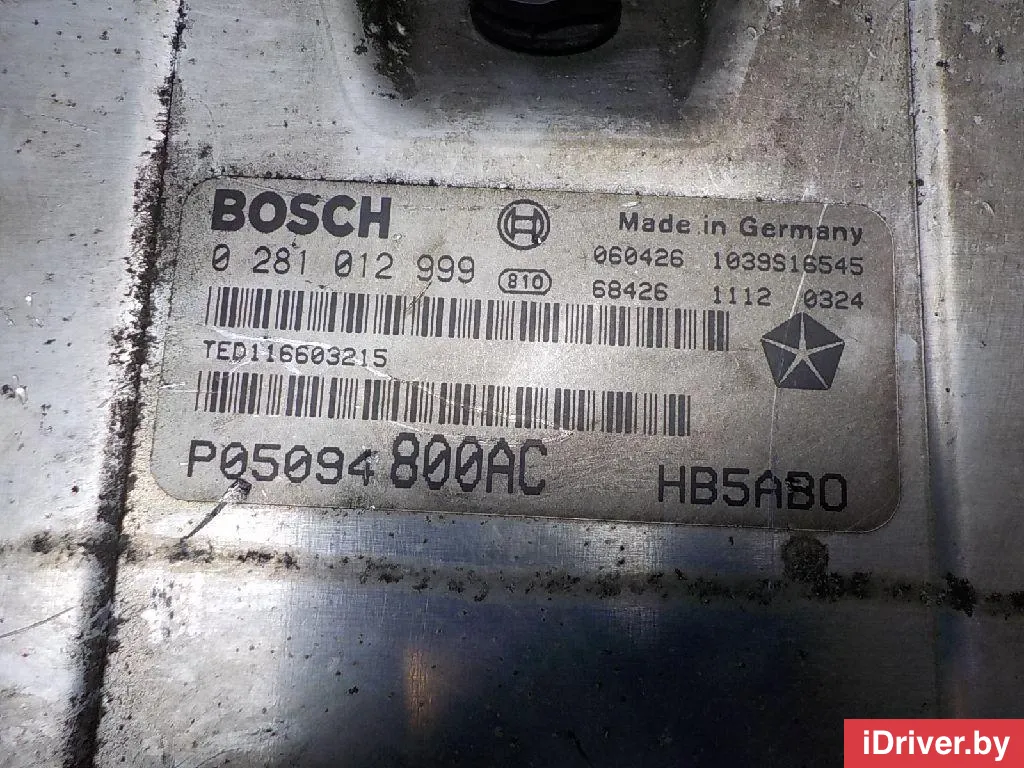 BOSCH
Made in Germany
0 281 012 999
810
060426 1039S16545
68426 1112 0324
TED116603215
P05094800AC
HB5AB0
iDriver.by